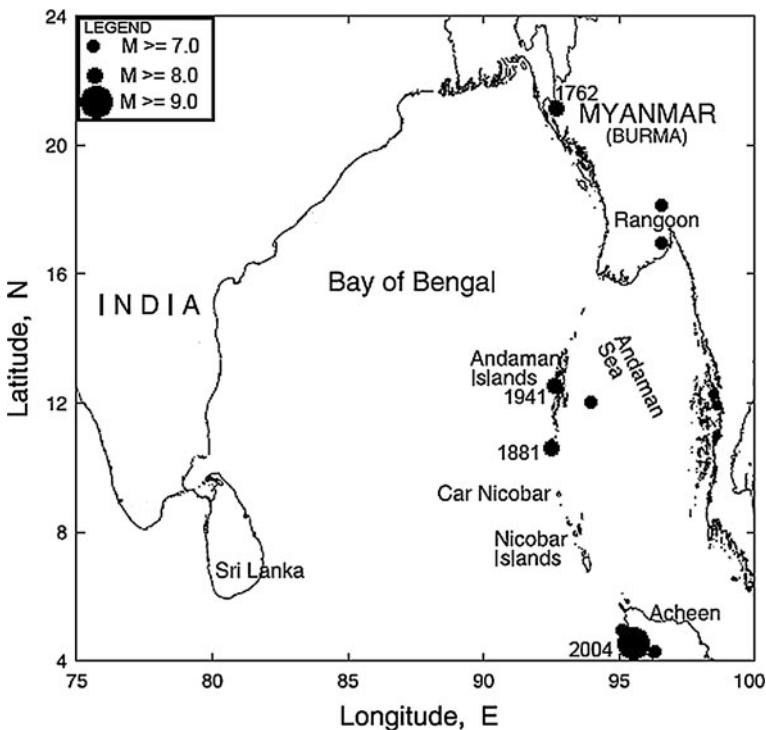 24
LEGEND
M >= 7.0
M >= 8.0
M >= 9.0
1762
MYANMAR
(BURMA)
20
Rangoon
16
Bay of Bengal
INDIA
Latitude, N
Andaman
Islands
1941
Andaman
Sea
12
1881
Car Nicobar
8
Nicobar
Islands
Sri Lanka
Acheen
2004
4
75 80 85 90 95 100
Longitude, E